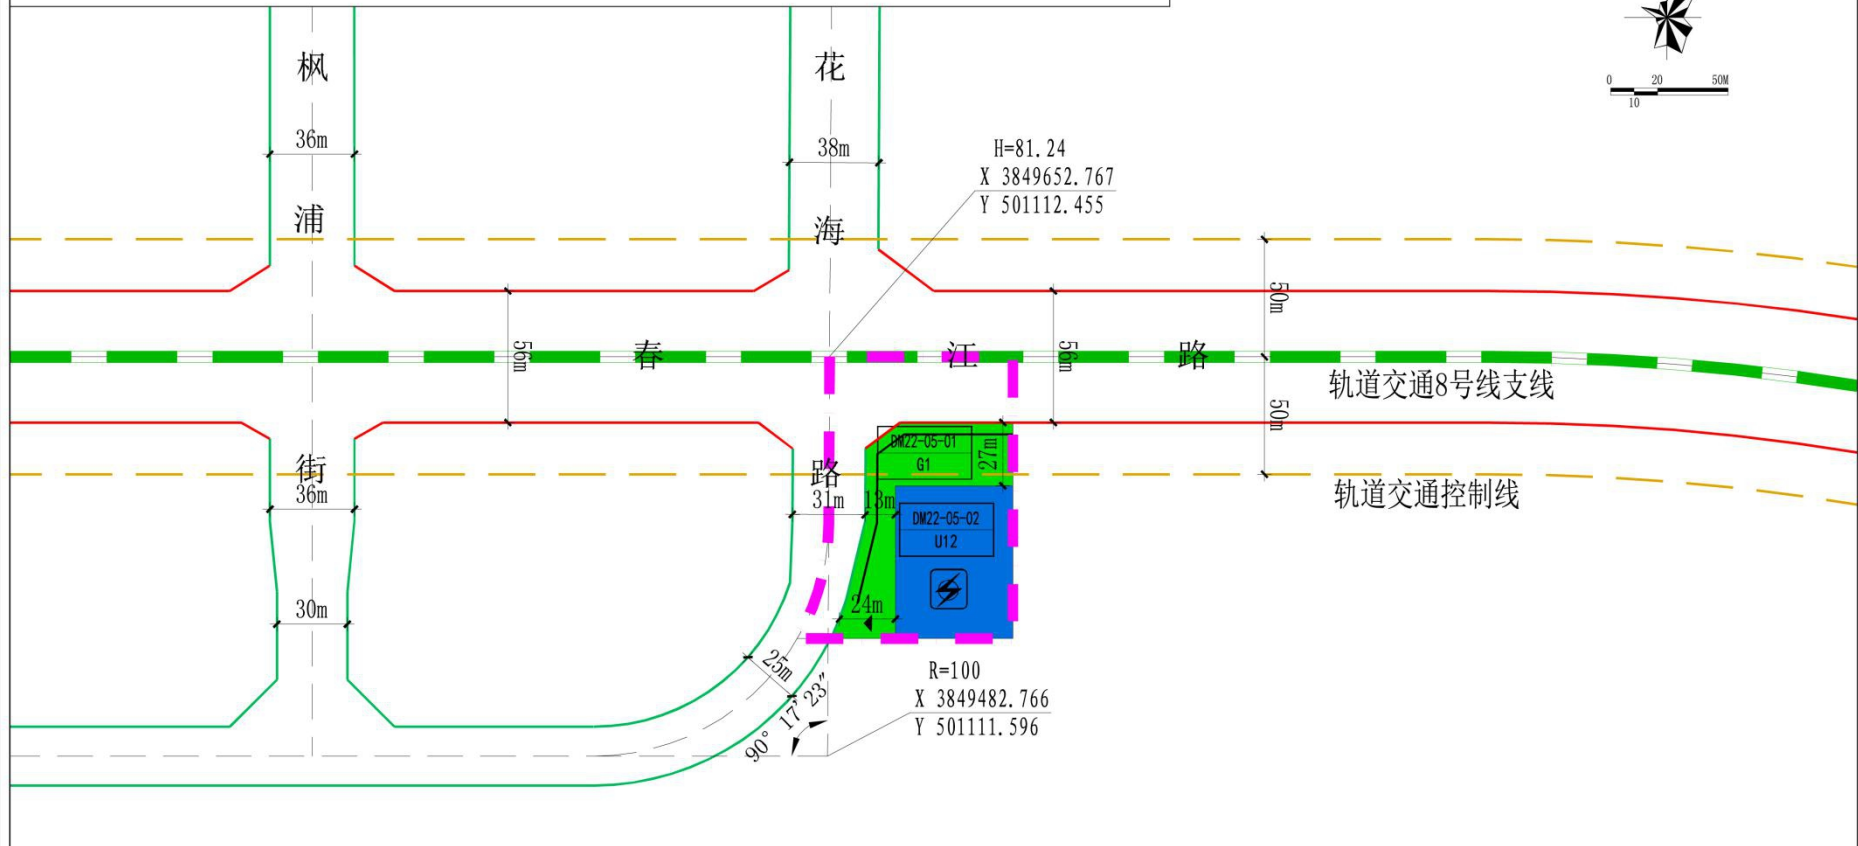 0 20 50M
10
枫
浦
街
花
海
路
36m
38m
H=81.24
X 3849652.767
Y 501112.455
50m
56m
春
江
路
56m
轨道交通8号线支线
50m
DM22-05-01
G1
27m
轨道交通控制线
36m
31m
13m
DM22-05-02
U12
30m
24m
25m
R=100
X 3849482.766
Y 501111.596
90° 17′ 23″